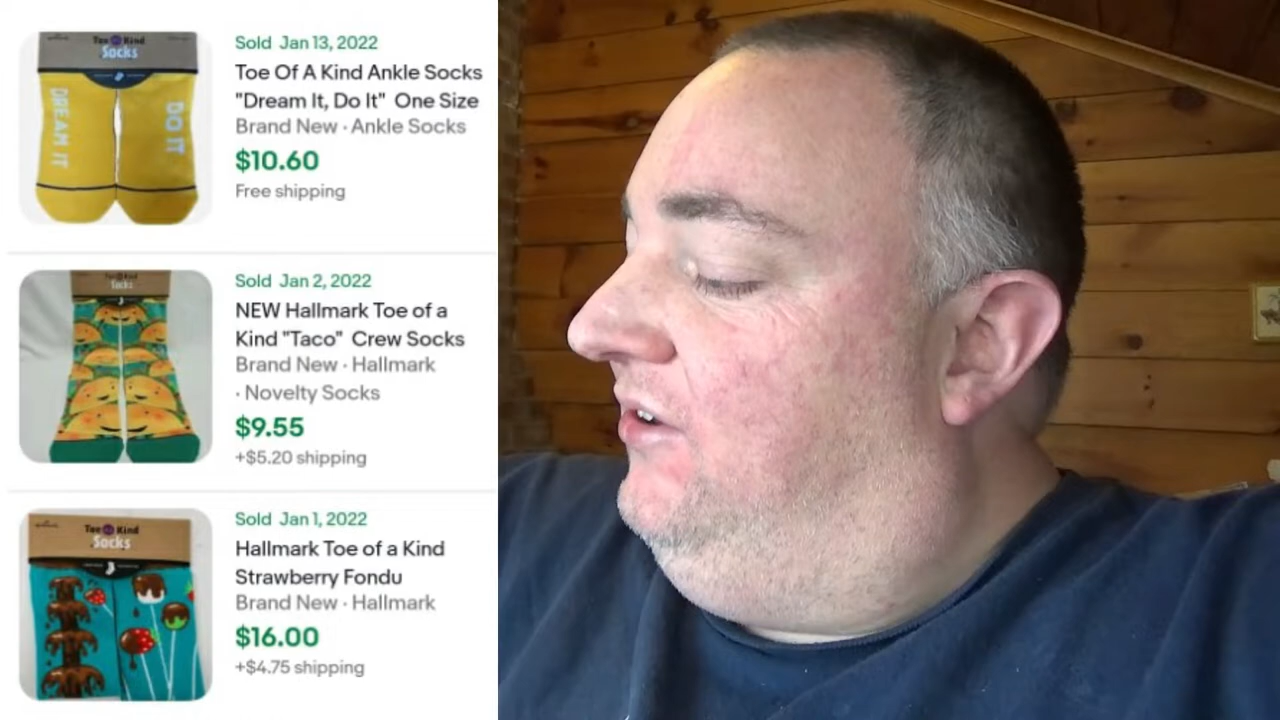 Toe Kind
Socks
DREAM IT
DO IT
Sold Jan 13, 2022
Toe Of A Kind Ankle Socks
"Dream It, Do It" One Size
Brand New · Ankle Socks
$10.60
Free shipping
Toe Kind
Socks
Sold Jan 2, 2022
NEW Hallmark Toe of a
Kind "Taco" Crew Socks
Brand New · Hallmark
· Novelty Socks
$9.55
+$5.20 shipping
Toe Kind
Socks
Sold Jan 1, 2022
Hallmark Toe of a Kind
Strawberry Fondu
Brand New · Hallmark
$16.00
+$4.75 shipping